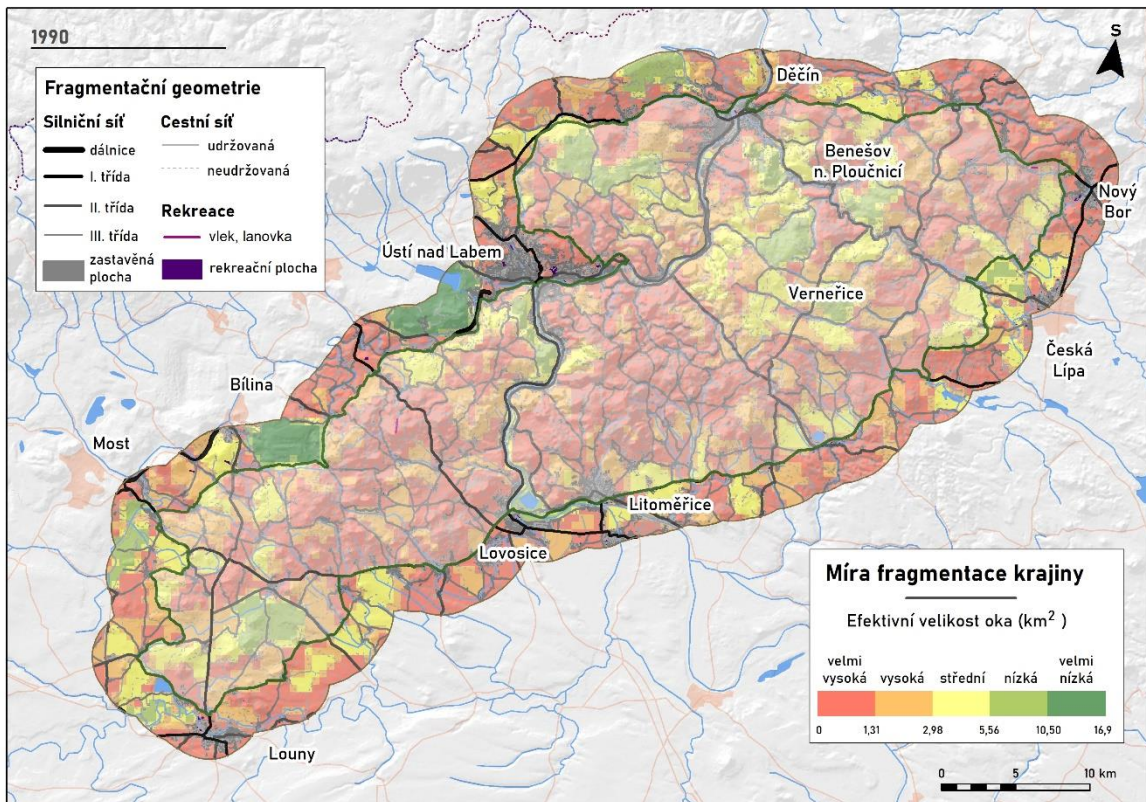 1990
Fragmentační geometrie
Silniční síť
dálnice
I. třída
II. třída
III. třída
zastavěná
plocha
Cestní síť
udržovaná
neudržovaná
Rekreace
vlek, lanovka
rekreační plocha
S
Děčín
Benešov
n. Ploučnicí
Nový
Bor
Ústí nad Labem
Verneřice
Česká
Lípa
Bílina
Most
Litoměřice
Lovosice
Louny
Míra fragmentace krajiny
Efektivní velikost oka (km² )
velmi
vysoká
vysoká
střední
nízká
velmi
nízká
0 1,31 2,98 5,56 10,50 16,9
0 5 10 km